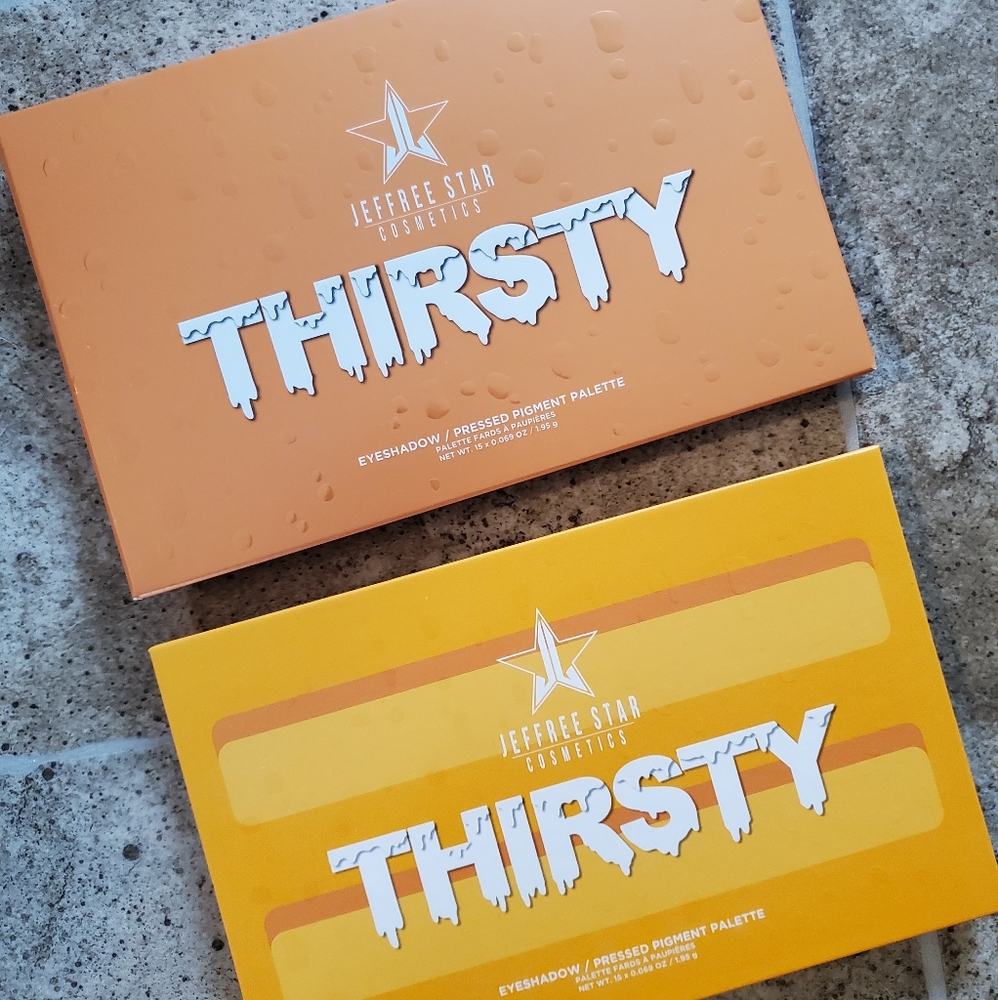 JEFFREE STAR
COSMETICS
THIRSTY
EYESHADOW / PRESSED PIGMENT PALETTE
PALETTE FARDS À PAUPIÈRES
NET WT. 15 x 0.069 OZ / 1.95 g
JEFFREE STAR
COSMETICS
THIRSTY
EYESHADOW / PRESSED PIGMENT PALETTE
PALETTE FARDS À PAUPIÈRES
NET WT. 15 x 0.069 OZ / 1.95 g